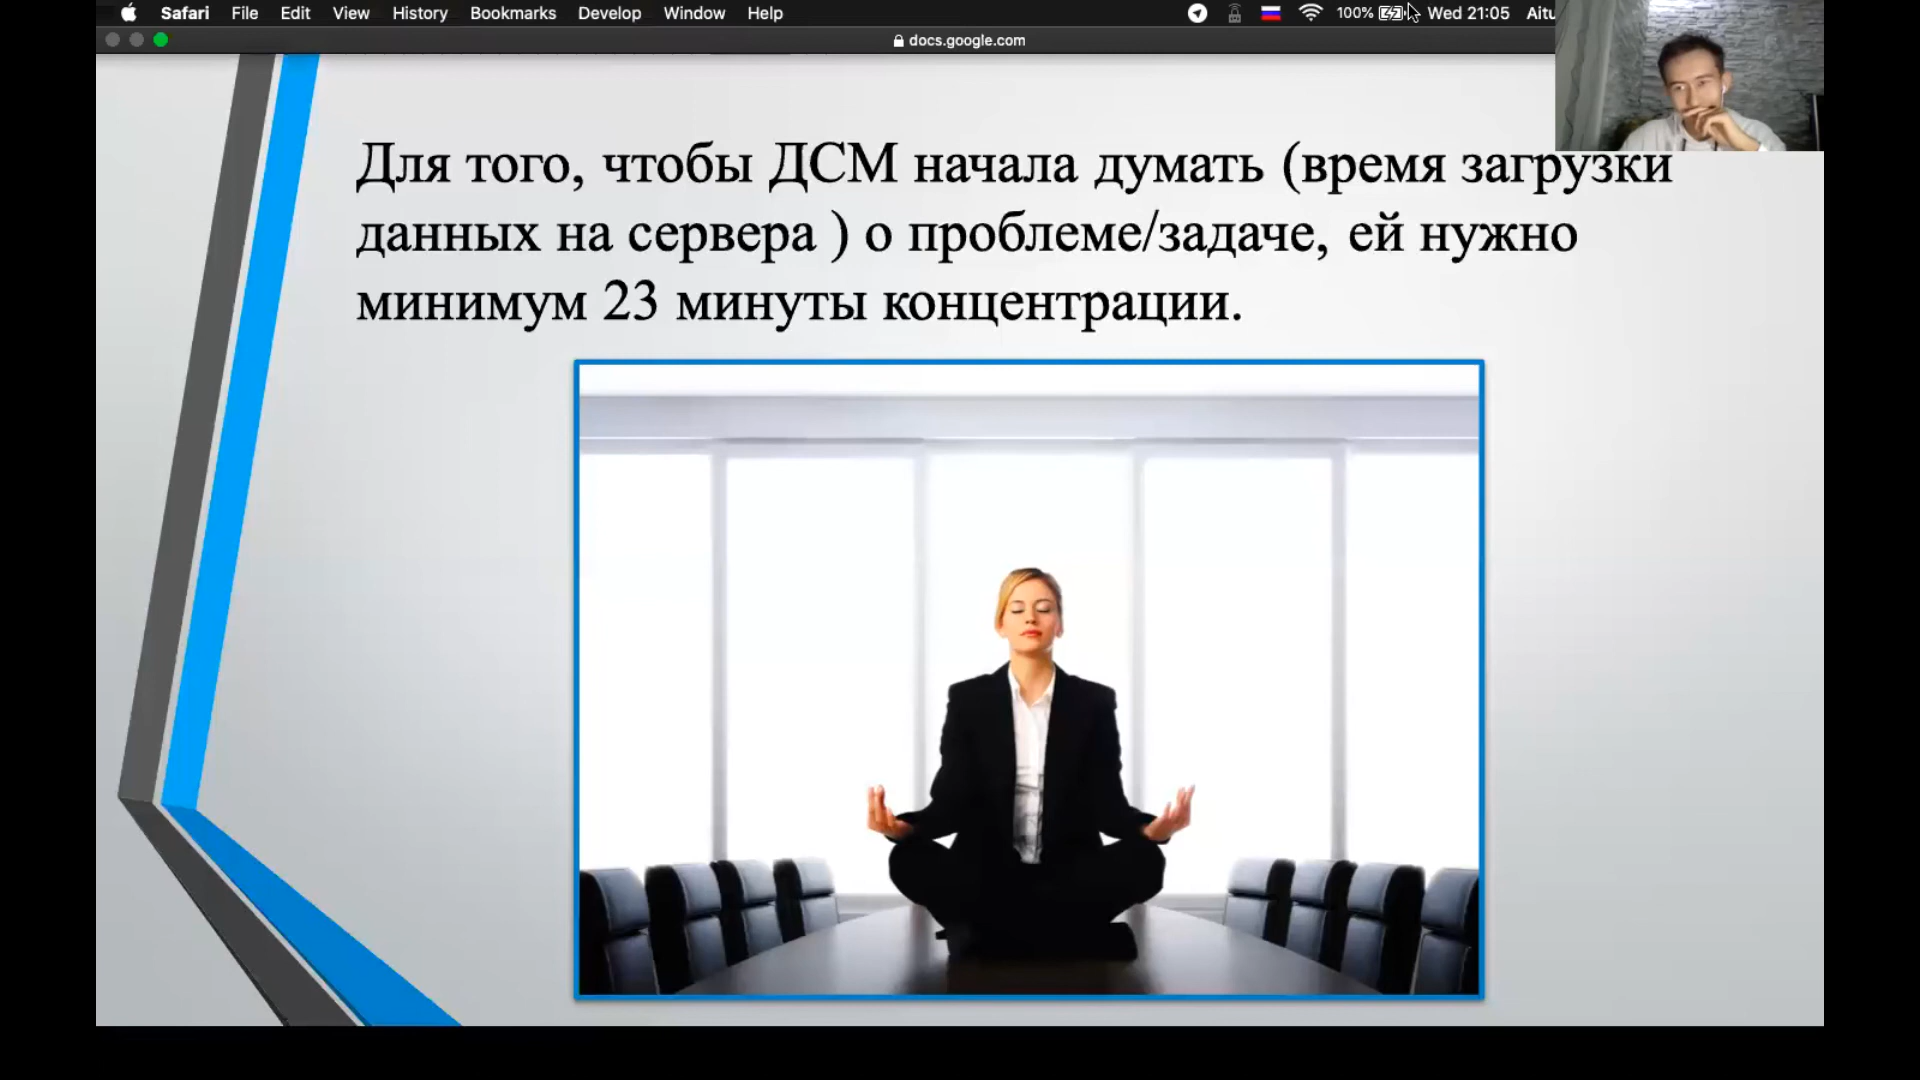 Safari File Edit View History Bookmarks Develop Window Help 100% Wed 21:05 Aitu
docs.google.com
Для того, чтобы ДСМ начала думать (время загрузки
данных на сервера ) о проблеме/задаче, ей нужно
минимум 23 минуты концентрации.